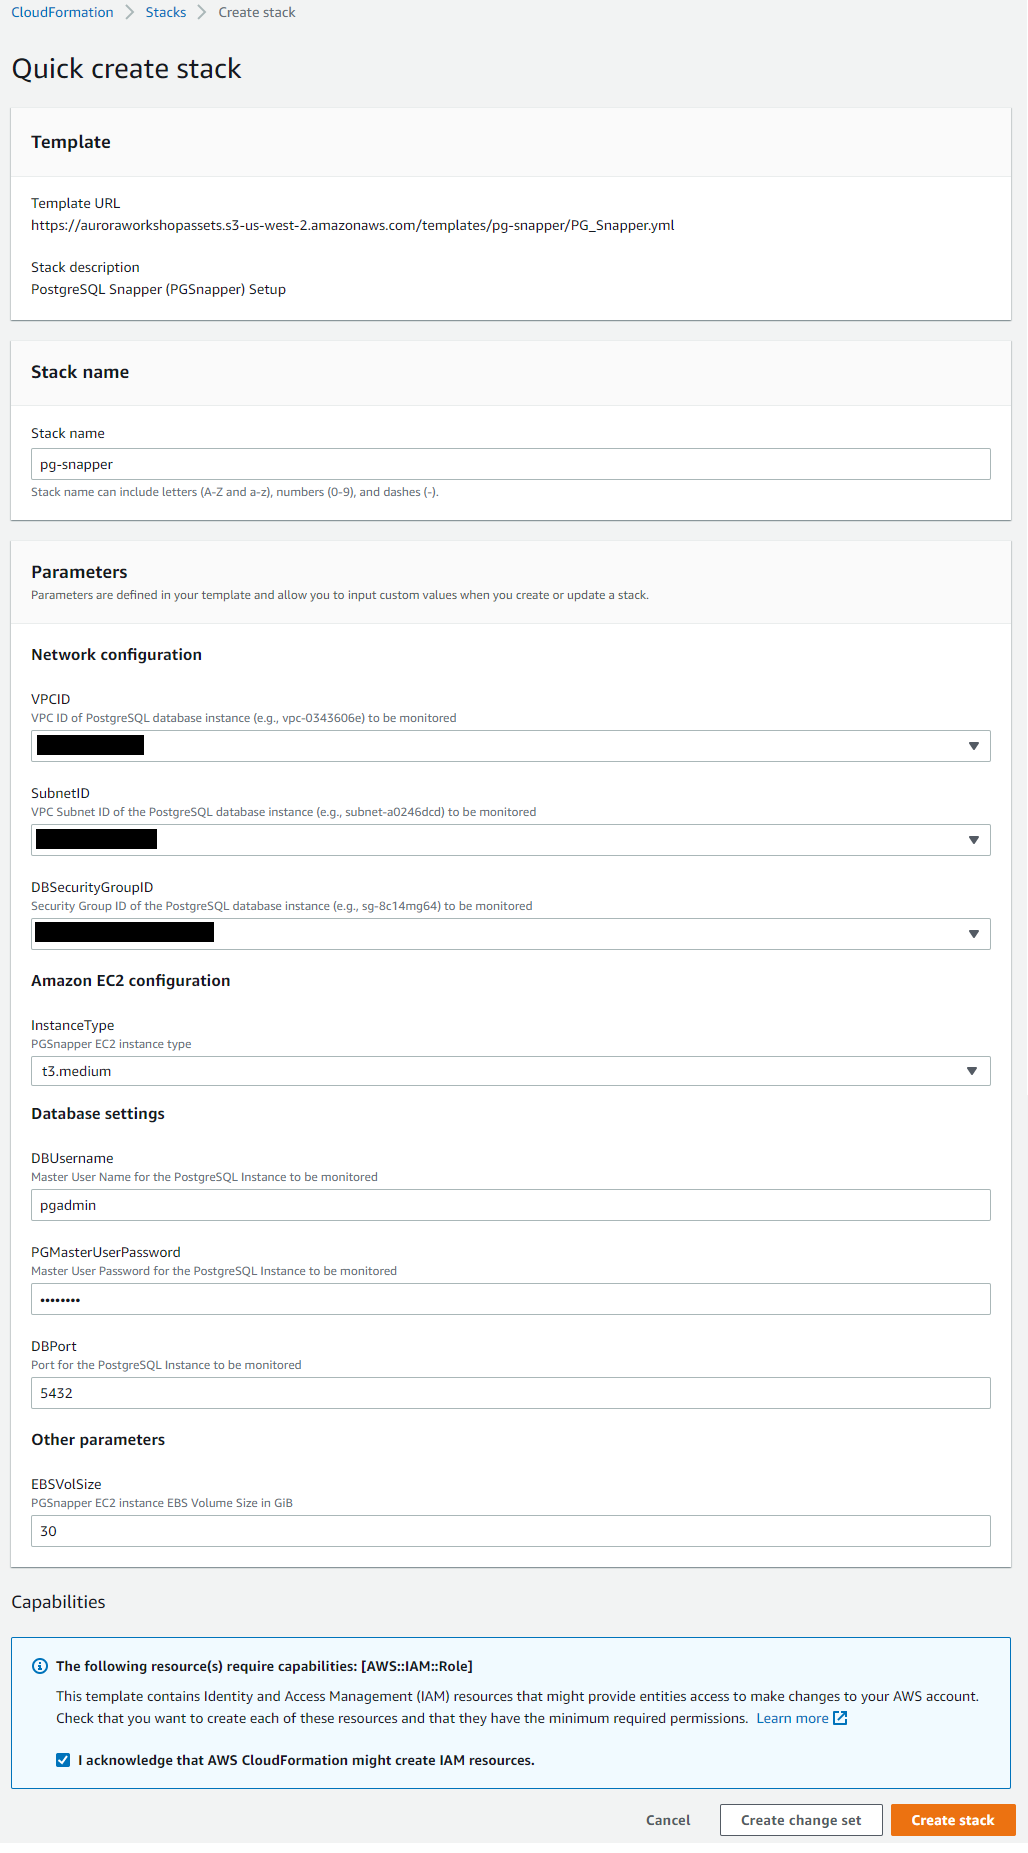 CloudFormation > Stacks > Create stack
Quick create stack
Template
Template URL
https://auroraworkshopassets.s3-us-west-2.amazonaws.com/templates/pg-snapper/PG_Snapper.yml
Stack description
PostgreSQL Snapper (PGSnapper) Setup
Stack name
Stack name
pg-snapper
Stack name can include letters (A-Z and a-z), numbers (0-9), and dashes (-).
Parameters
Parameters are defined in your template and allow you to input custom values when you create or update a stack.
Network configuration
VPCID
VPC ID of PostgreSQL database instance (e.g., vpc-0343606e) to be monitored
SubnetID
VPC Subnet ID of the PostgreSQL database instance (e.g., subnet-a0246dcd) to be monitored
DBSecurityGroupID
Security Group ID of the PostgreSQL database instance (e.g., sg-8c14mg64) to be monitored
Amazon EC2 configuration
InstanceType
PGSnapper EC2 instance type
t3.medium
Database settings
DBUsername
Master User Name for the PostgreSQL Instance to be monitored
pgadmin
PGMasterUserPassword
Master User Password for the PostgreSQL Instance to be monitored
••••••••
DBPort
Port for the PostgreSQL Instance to be monitored
5432
Other parameters
EBSVolSize
PGSnapper EC2 instance EBS Volume Size in GiB
30
Capabilities
The following resource(s) require capabilities: [AWS::IAM::Role]
This template contains Identity and Access Management (IAM) resources that might provide entities access to make changes to your AWS account.
Check that you want to create each of these resources and that they have the minimum required permissions. Learn more
I acknowledge that AWS CloudFormation might create IAM resources.
Cancel Create change set Create stack